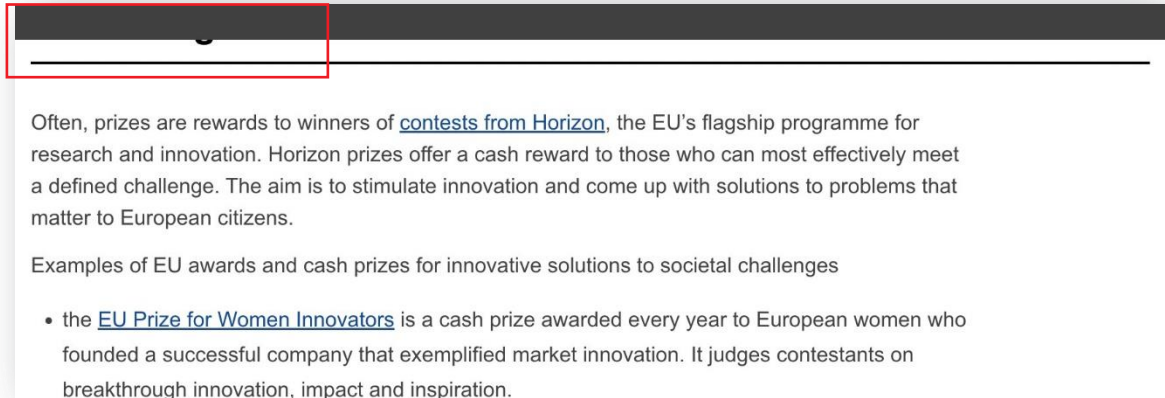 Often, prizes are rewards to winners of contests from Horizon, the EU’s flagship programme for
research and innovation. Horizon prizes offer a cash reward to those who can most effectively meet
a defined challenge. The aim is to stimulate innovation and come up with solutions to problems that
matter to European citizens.
Examples of EU awards and cash prizes for innovative solutions to societal challenges
• the EU Prize for Women Innovators is a cash prize awarded every year to European women who
founded a successful company that exemplified market innovation. It judges contestants on
breakthrough innovation, impact and inspiration.